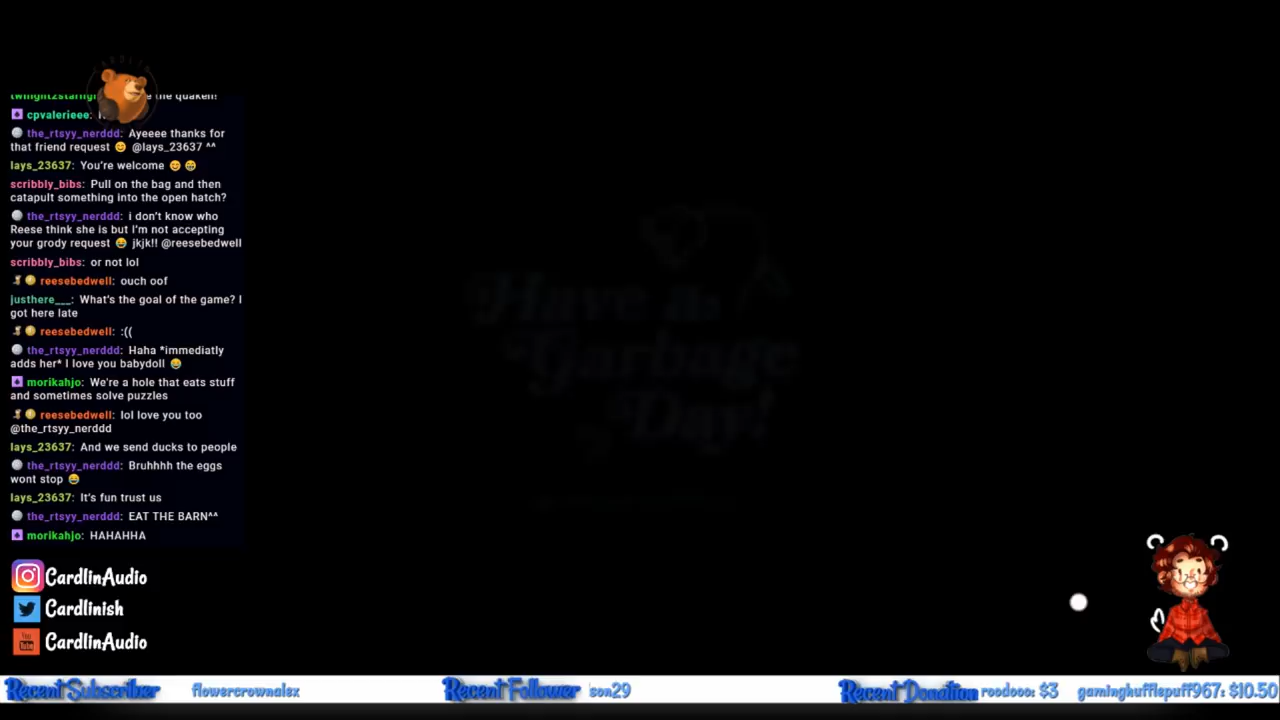 cpvalerieee:
the_rtsyy_nerddd: Ayeeee thanks for
that friend request 😊 @lays_23637 ^^
lays_23637: You're welcome 😊 😁
scribbly_bibs: Pull on the bag and then
catapult something into the open hatch?
the_rtsyy_nerddd: i don't know who
Reese think she is but I'm not accepting
your grody request 😂 jkjk!! @reesebedwell
scribbly_bibs: or not lol
reesebedwell: ouch oof
justhere___: What's the goal of the game? I
got here late
reesebedwell: :((
the_rtsyy_nerddd: Haha *immediatly
adds her* I love you babydoll 😂
morikahjo: We're a hole that eats stuff
and sometimes solve puzzles
reesebedwell: lol love you too
@the_rtsyy_nerddd
lays_23637: And we send ducks to people
the_rtsyy_nerddd: Bruhhhh the eggs
wont stop 😂
lays_23637: It's fun trust us
the_rtsyy_nerddd: EAT THE BARN^^
morikahjo: HAHAHHA
Have a
Garbage
Day!
CardlinAudio
Cardlinish
You Tube CardlinAudio
Recent Subscriber flowercrownalex Recent Follower son29 Recent Donation roodooo: $3 gaminghufflepuff967: $10.50